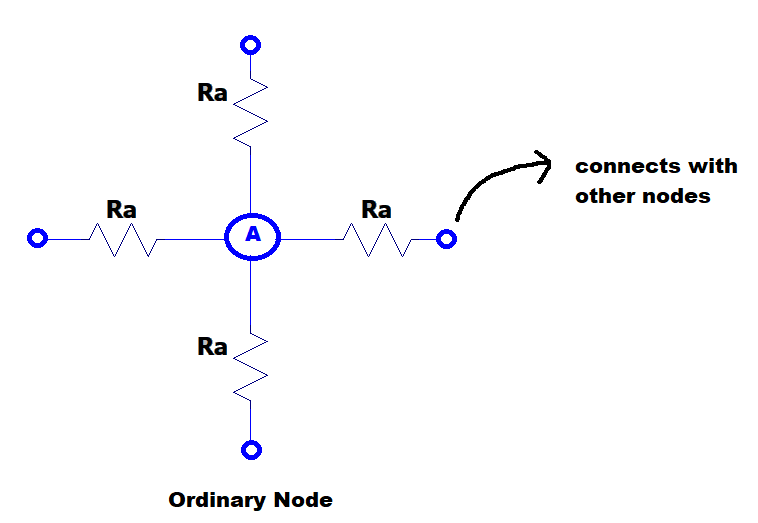 Ra
Ra
Ra
connects with
other nodes
A
Ra
Ordinary Node